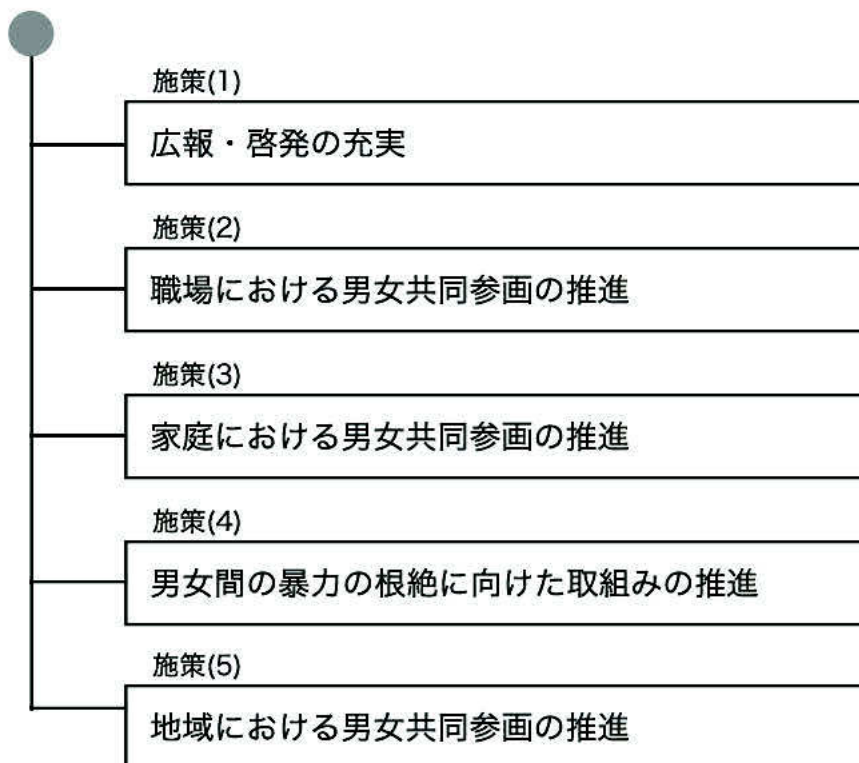 施策(1)
広報・啓発の充実
施策(2)
職場における男女共同参画の推進
施策(3)
家庭における男女共同参画の推進
施策(4)
男女間の暴力の根絶に向けた取組みの推進
施策(5)
地域における男女共同参画の推進